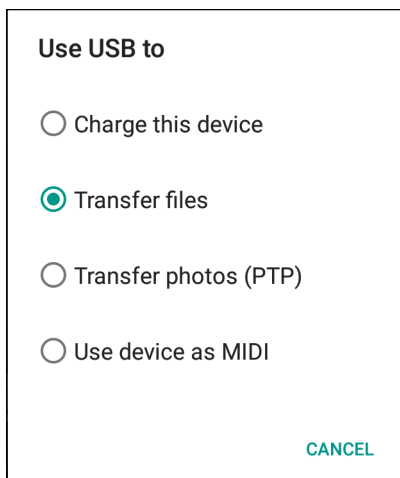 Use USB to
Charge this device
Transfer files
Transfer photos (PTP)
Use device as MIDI
CANCEL